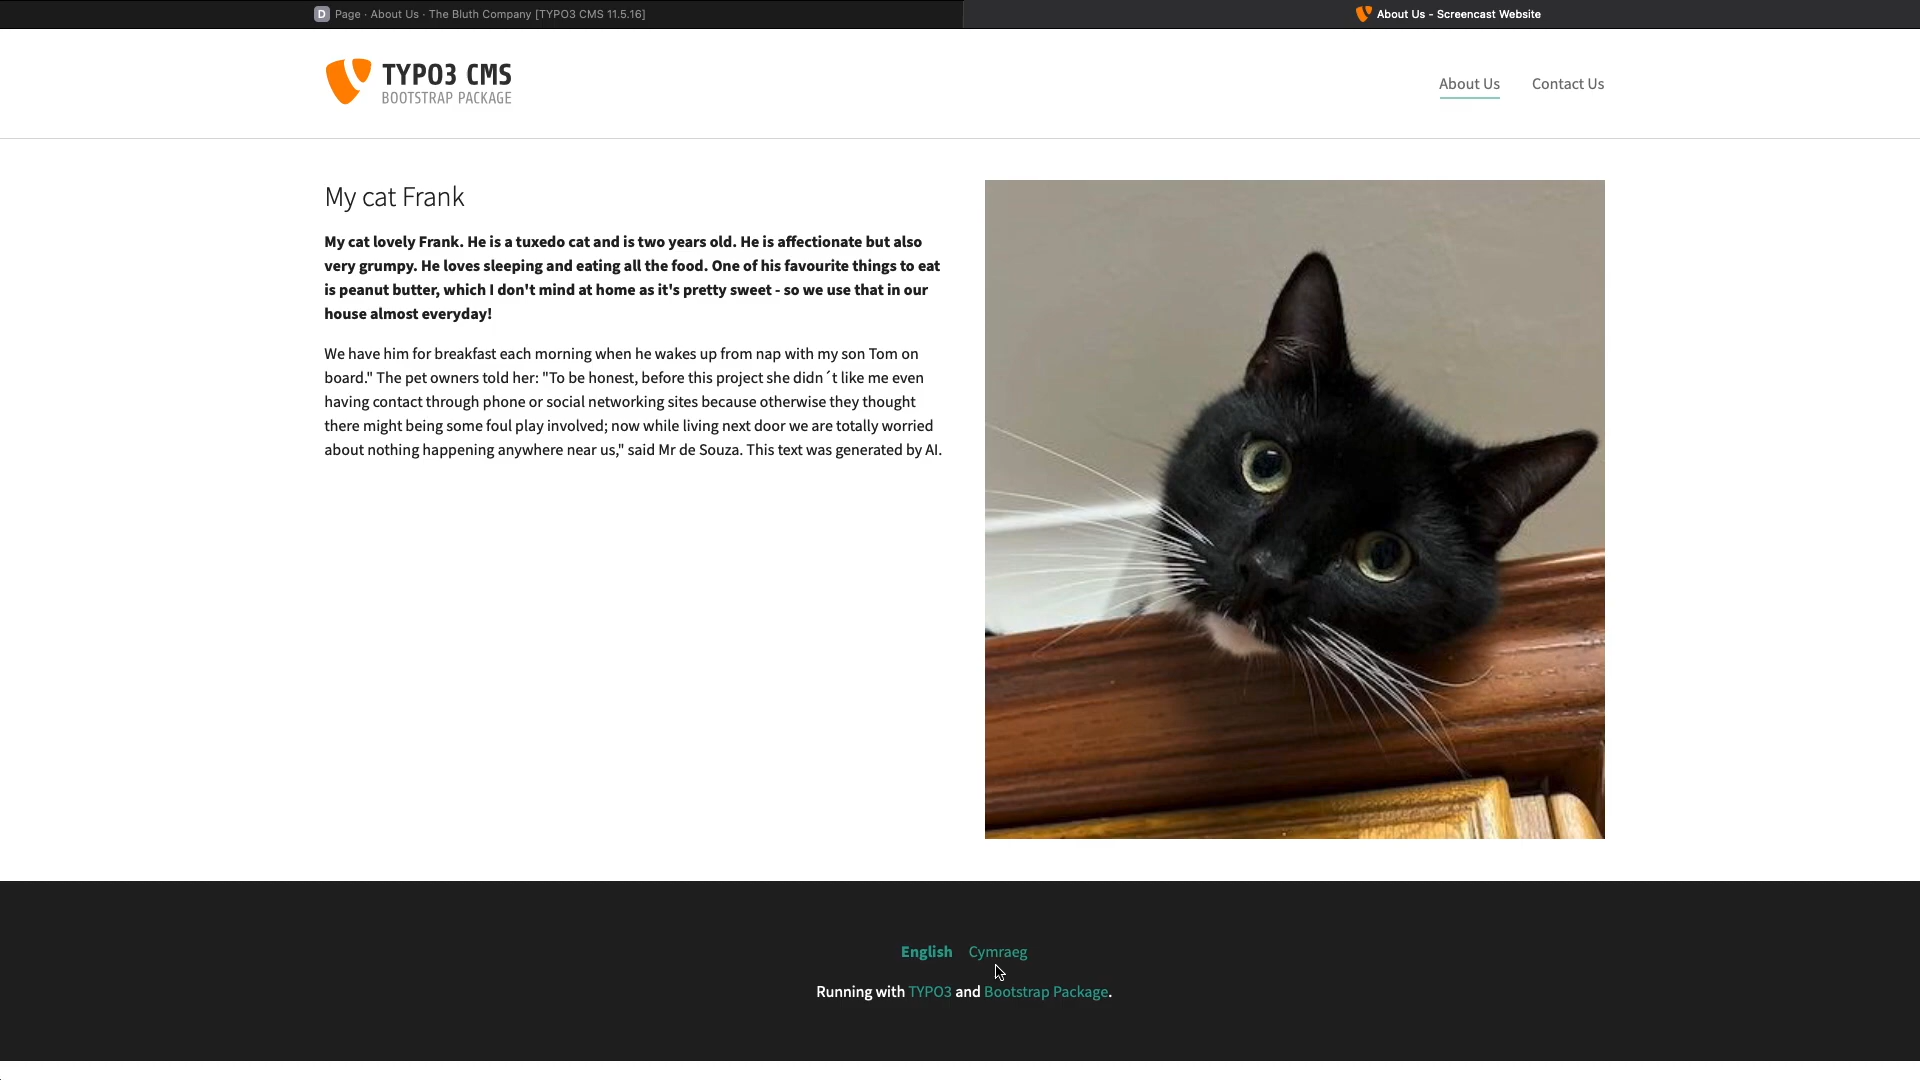 D Page · About Us · The Bluth Company [TYPO3 CMS 11.5.16]
About Us - Screencast Website
TYPO3 CMS
BOOTSTRAP PACKAGE
About Us
Contact Us
My cat Frank
My cat lovely Frank. He is a tuxedo cat and is two years old. He is affectionate but also
very grumpy. He loves sleeping and eating all the food. One of his favourite things to eat
is peanut butter, which I don't mind at home as it's pretty sweet - so we use that in our
house almost everyday!
We have him for breakfast each morning when he wakes up from nap with my son Tom on
board." The pet owners told her: "To be honest, before this project she didn´t like me even
having contact through phone or social networking sites because otherwise they thought
there might being some foul play involved; now while living next door we are totally worried
about nothing happening anywhere near us," said Mr de Souza. This text was generated by AI.
English Cymraeg
Running with TYPO3 and Bootstrap Package.